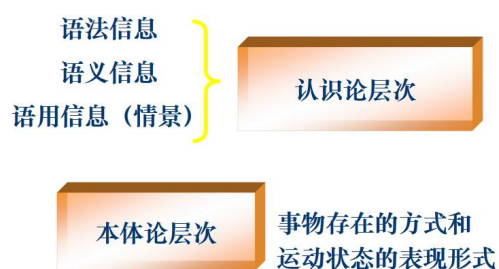 语法信息
语义信息
语用信息（情景）
认识论层次
本体论层次
事物存在的方式和
运动状态的表现形式